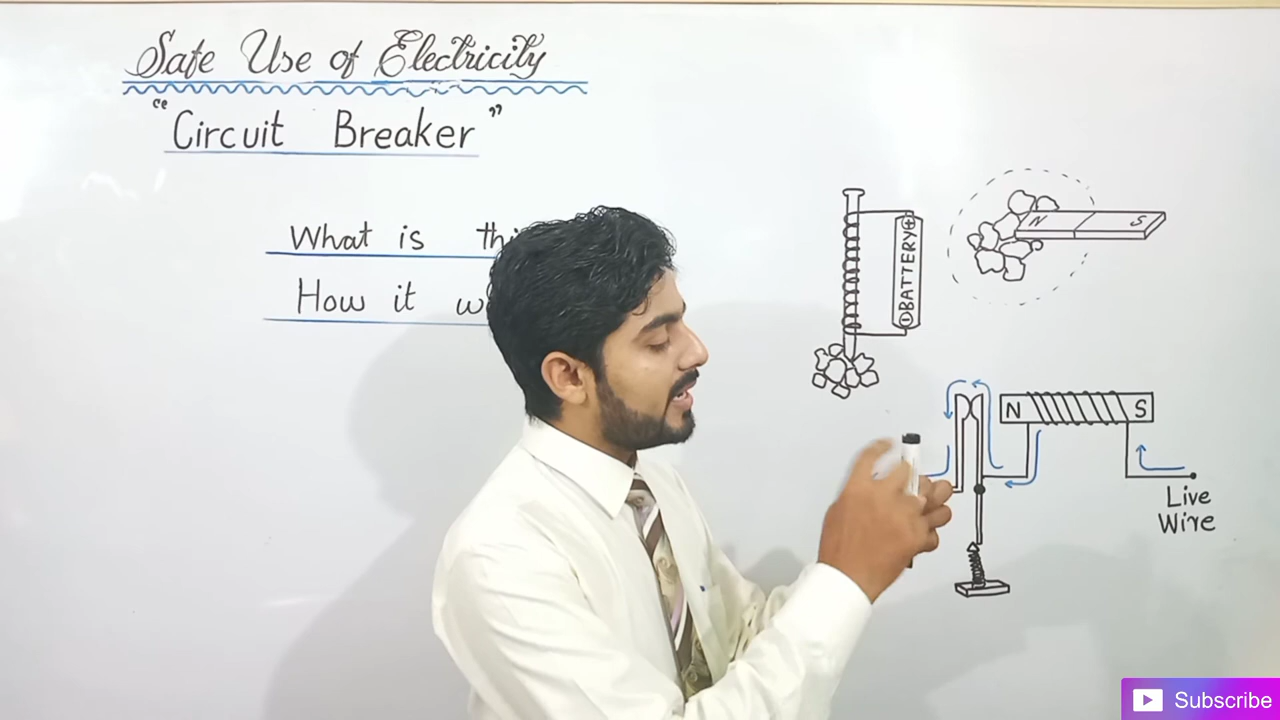 Safe Use of Electricity
"Circuit Breaker"
What is
How it
BATTERY
N S
N S
Live
Wire
Subscribe